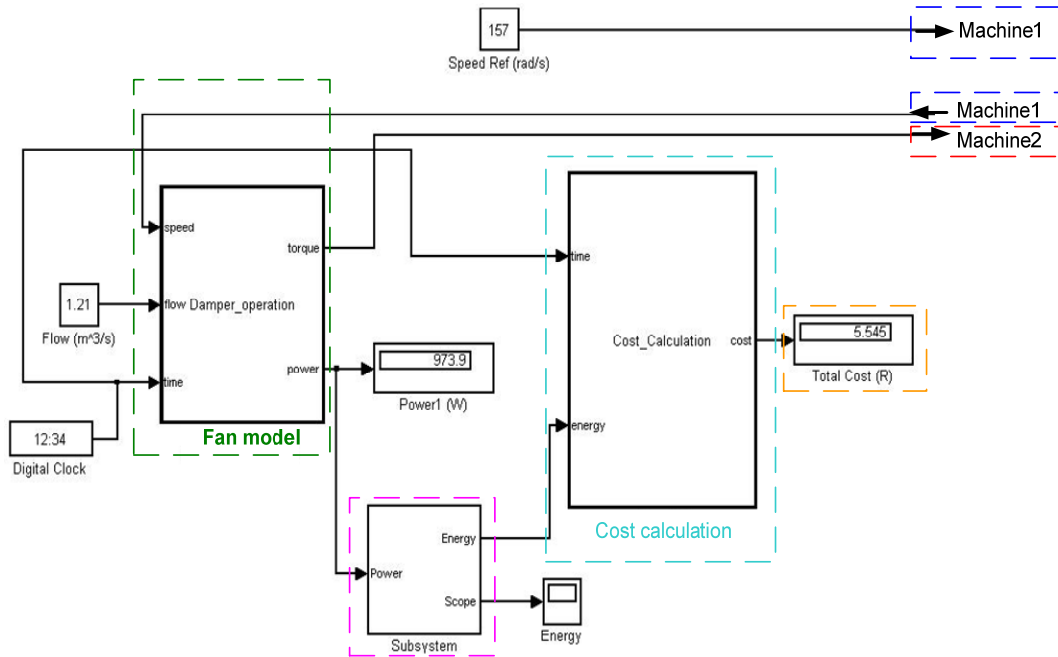 157
Speed Ref (rad/s)
Machine1
Machine1
Machine2
speed
torque
1.21
flow
Damper_operation
Flow (m^3/s)
power
time
12:34
Digital Clock
Fan model
973.9
Power1 (W)
time
Cost_Calculation
cost
energy
5.545
Total Cost (R)
Cost calculation
Energy
Power
Scope
Subsystem
Energy